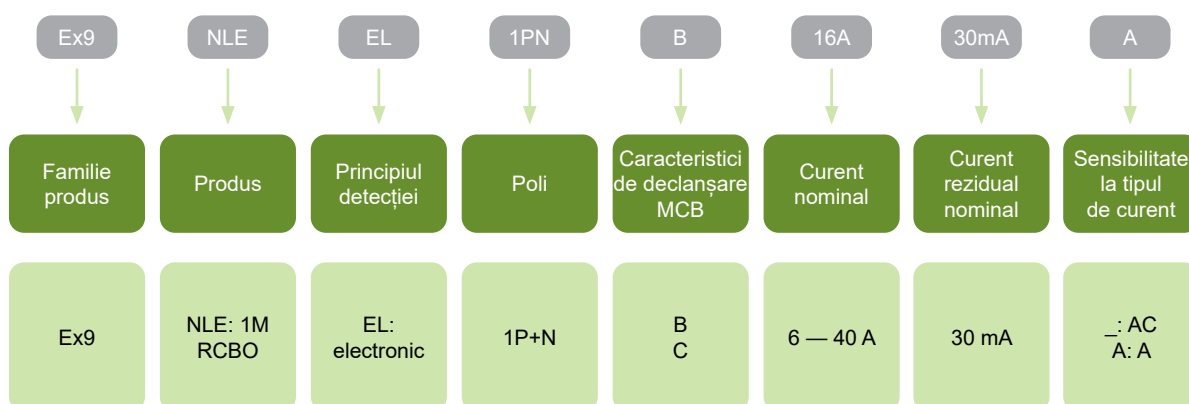 Ex9
NLE
EL
1PN
B
16A
30mA
A
Familie
produs
Produs
Principiul
detecției
Poli
Caracteristici
de declanșare
MCB
Curent
nominal
Curent
rezidual
nominal
Sensibilitate
la tipul
de curent
Ex9
NLE: 1M
RCBO
EL:
electronic
1P+N
B
C
6 — 40 A
30 mA
_: AC
A: A